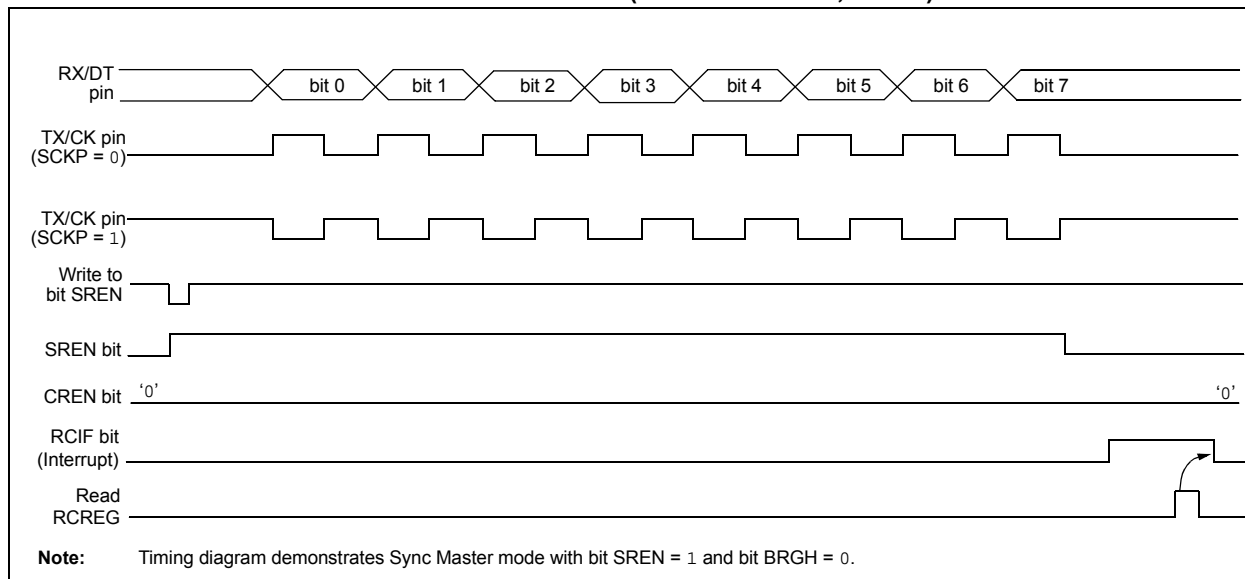 RX/DT
pin
bit 0 bit 1 bit 2 bit 3 bit 4 bit 5 bit 6 bit 7
TX/CK pin
(SCKP = 0)
TX/CK pin
(SCKP = 1)
Write to
bit SREN
SREN bit
CREN bit ‘0’ ‘0’
RCIF bit
(Interrupt)
Read
RCREG
Note: Timing diagram demonstrates Sync Master mode with bit SREN = 1 and bit BRGH = 0.